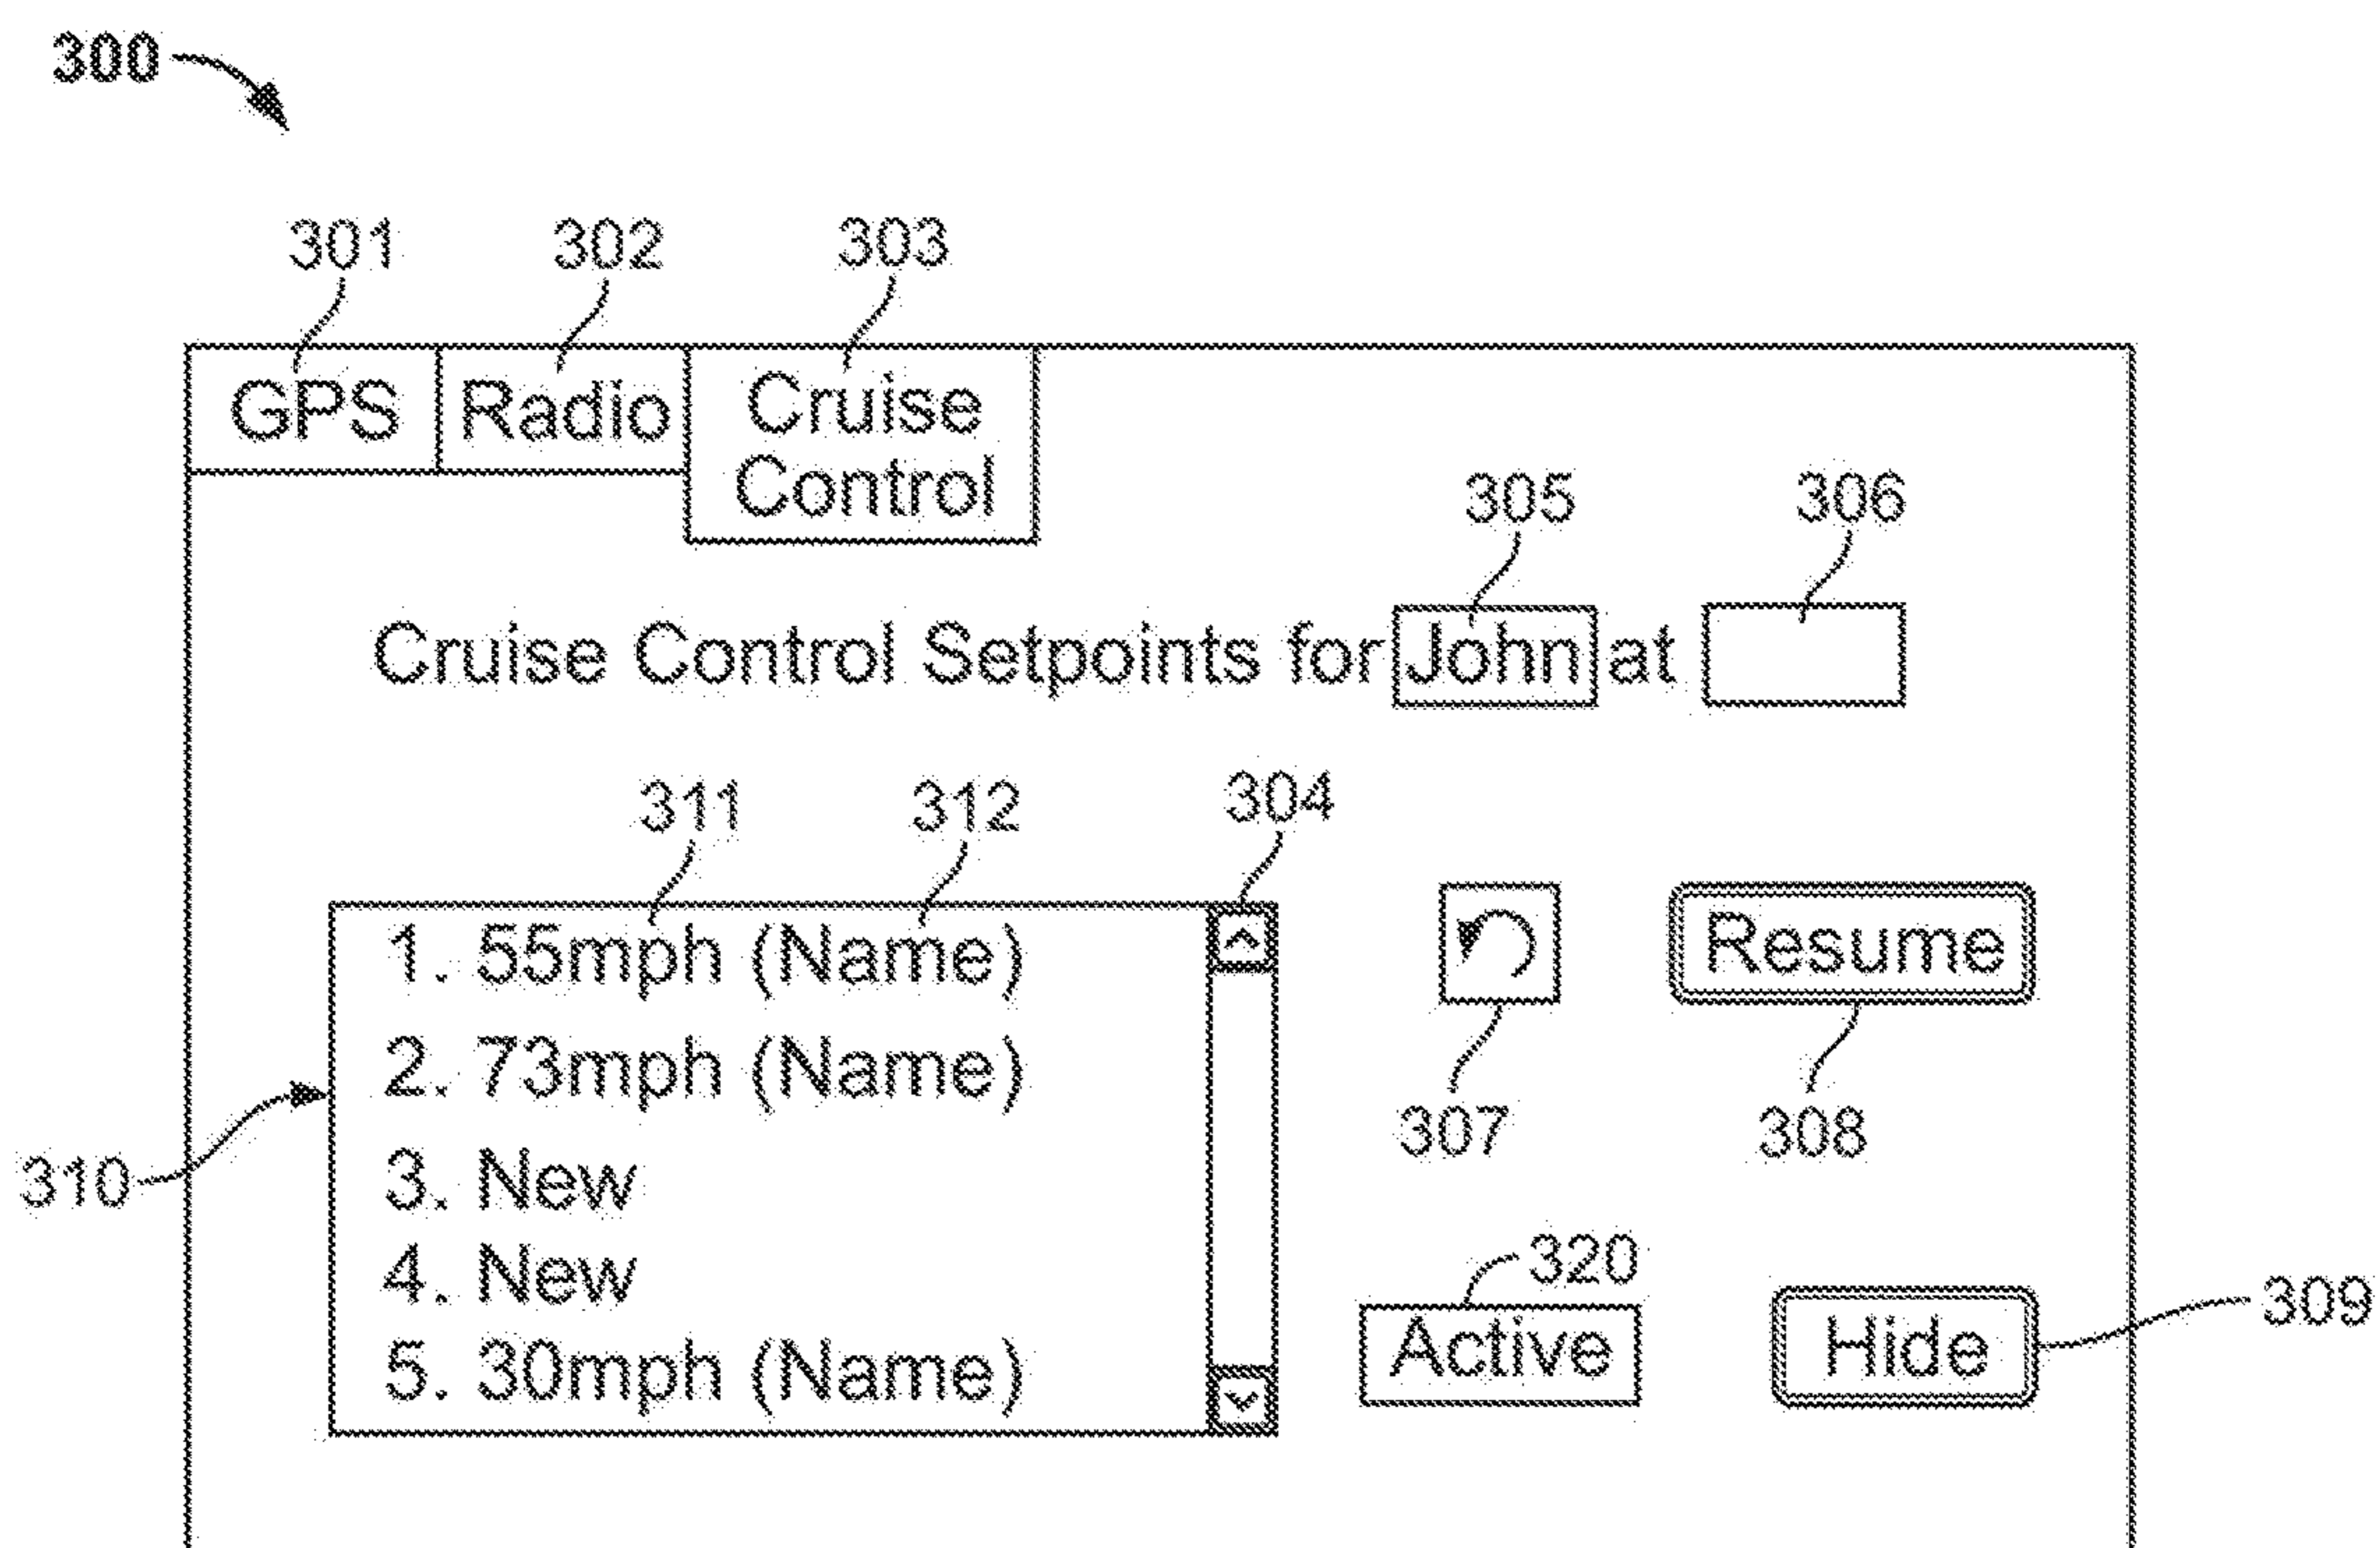 300
301 302 303
GPS Radio Cruise Control
305 306
Cruise Control Setpoints for John at
311 312 304
1. 55mph (Name)
2. 73mph (Name)
3. New
4. New
5. 30mph (Name)
310
Resume
307 308
320
Active Hide
309